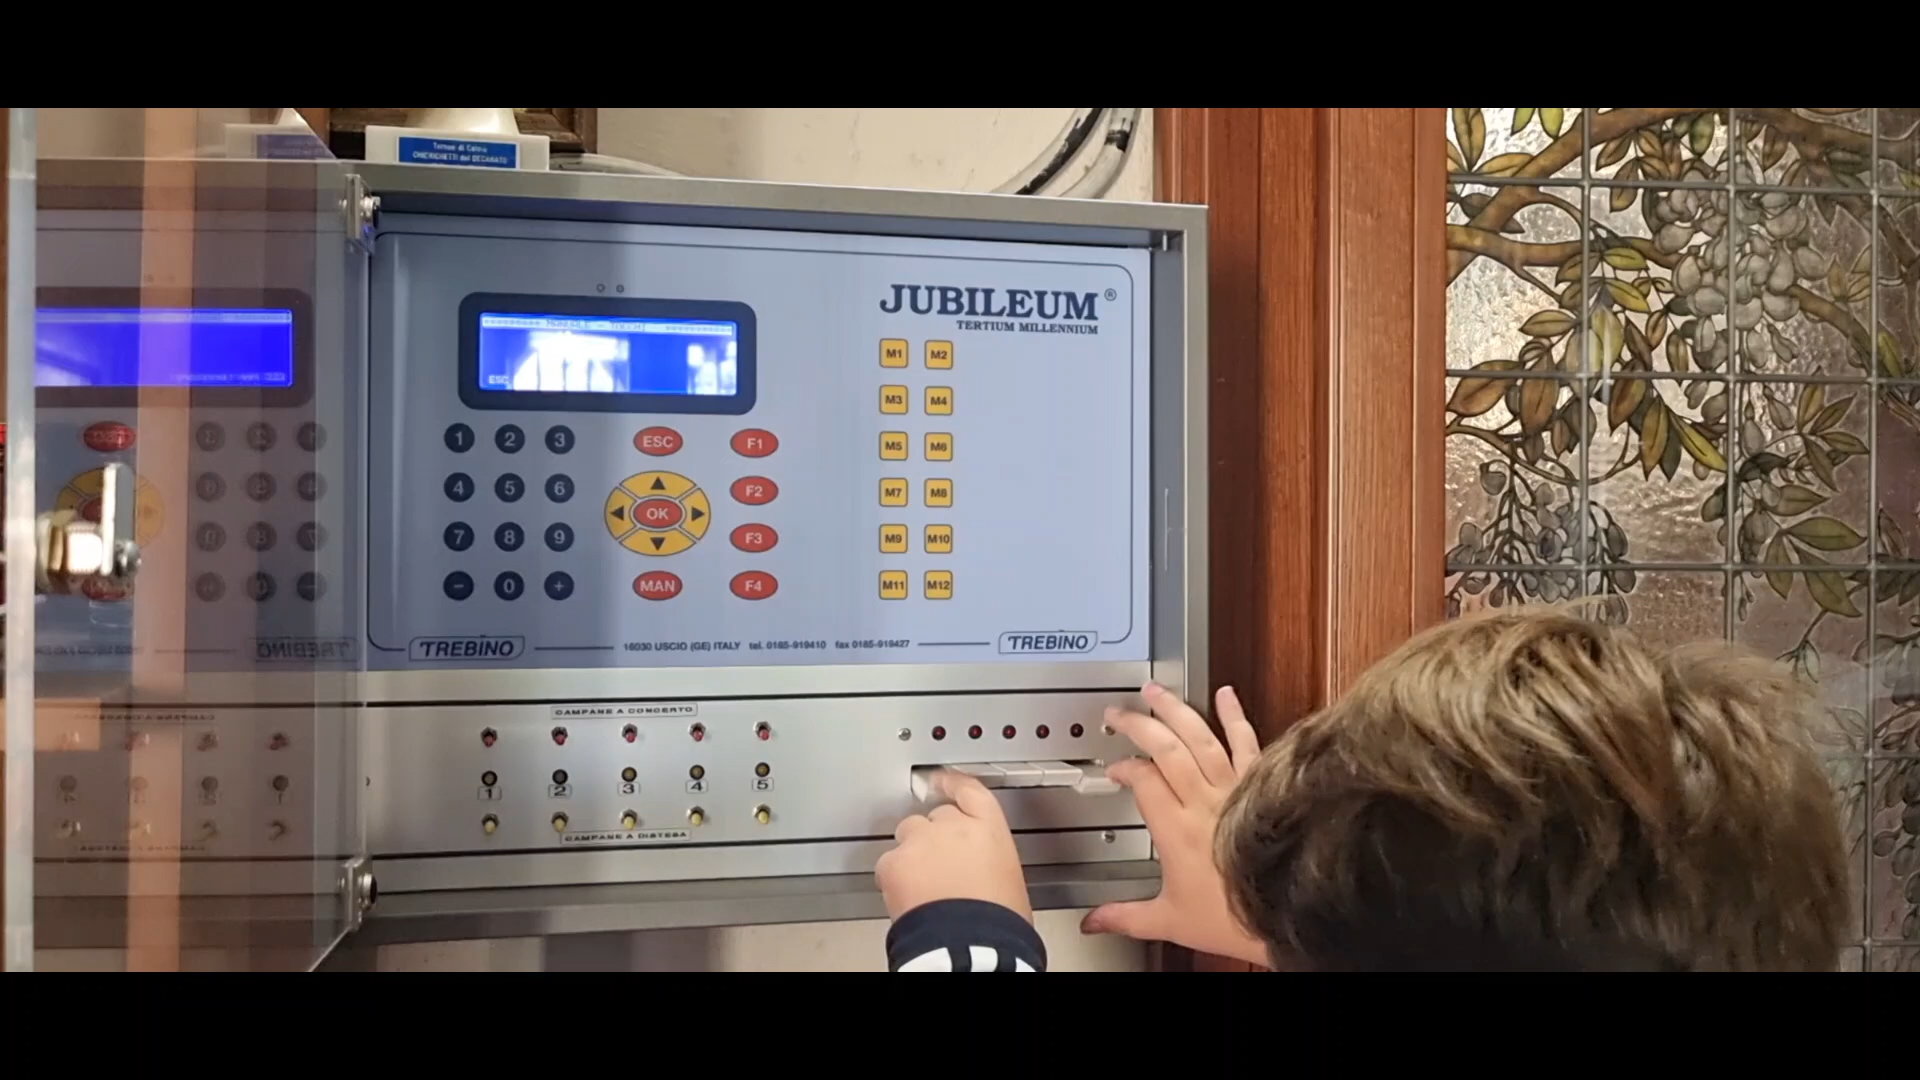 Torneo di Calcio
CHIERICHETTI del DECANATO
JUBILEUM®
TERTIUM MILLENNIUM
ESC
M1 M2
M3 M4
M5 M6
M7 M8
M9 M10
M11 M12
1 2 3 ESC F1
4 5 6 F2
OK
7 8 9 F3
- 0 + MAN F4
TREBINO 16030 USCIO (GE) ITALY tel. 0185-919410 fax 0185-919427 TREBINO
CAMPANE A CONCERTO
1 2 3 4 5
CAMPANE A DISTESA